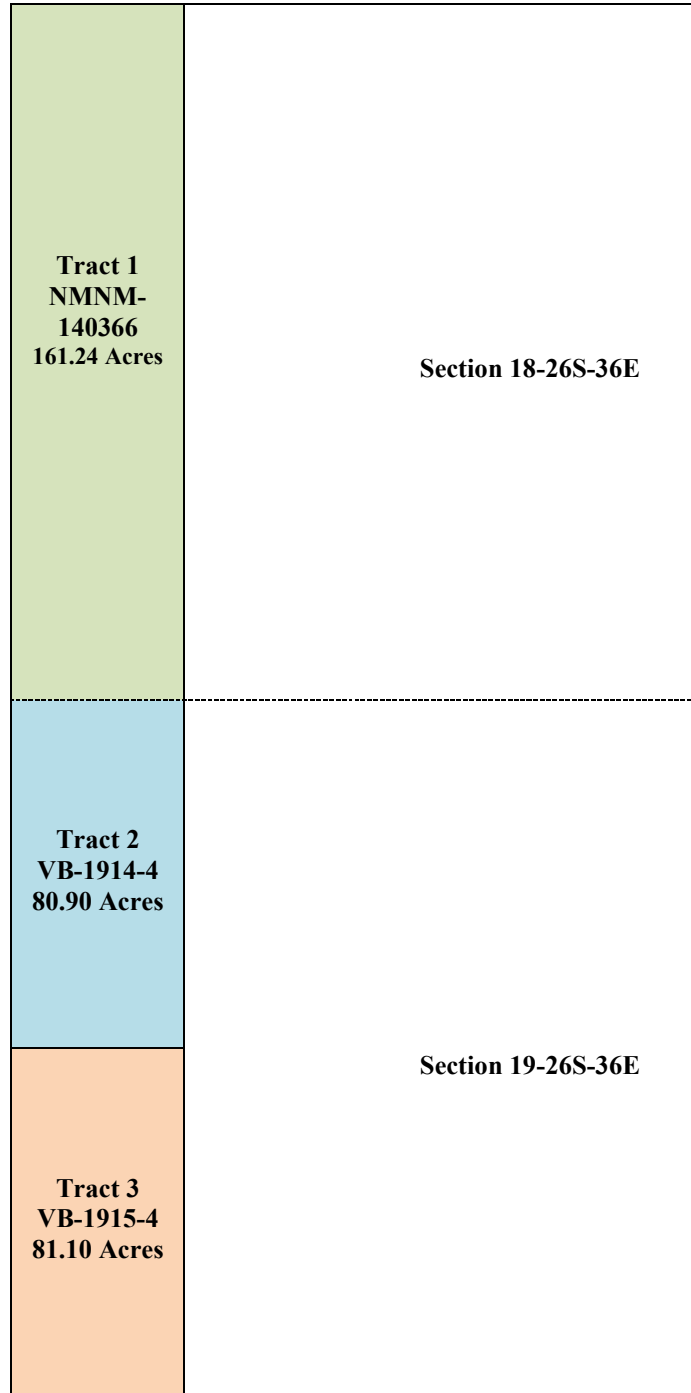 Tract 1
NMNM-
140366
161.24 Acres
Section 18-26S-36E
Tract 2
VB-1914-4
80.90 Acres
Section 19-26S-36E
Tract 3
VB-1915-4
81.10 Acres